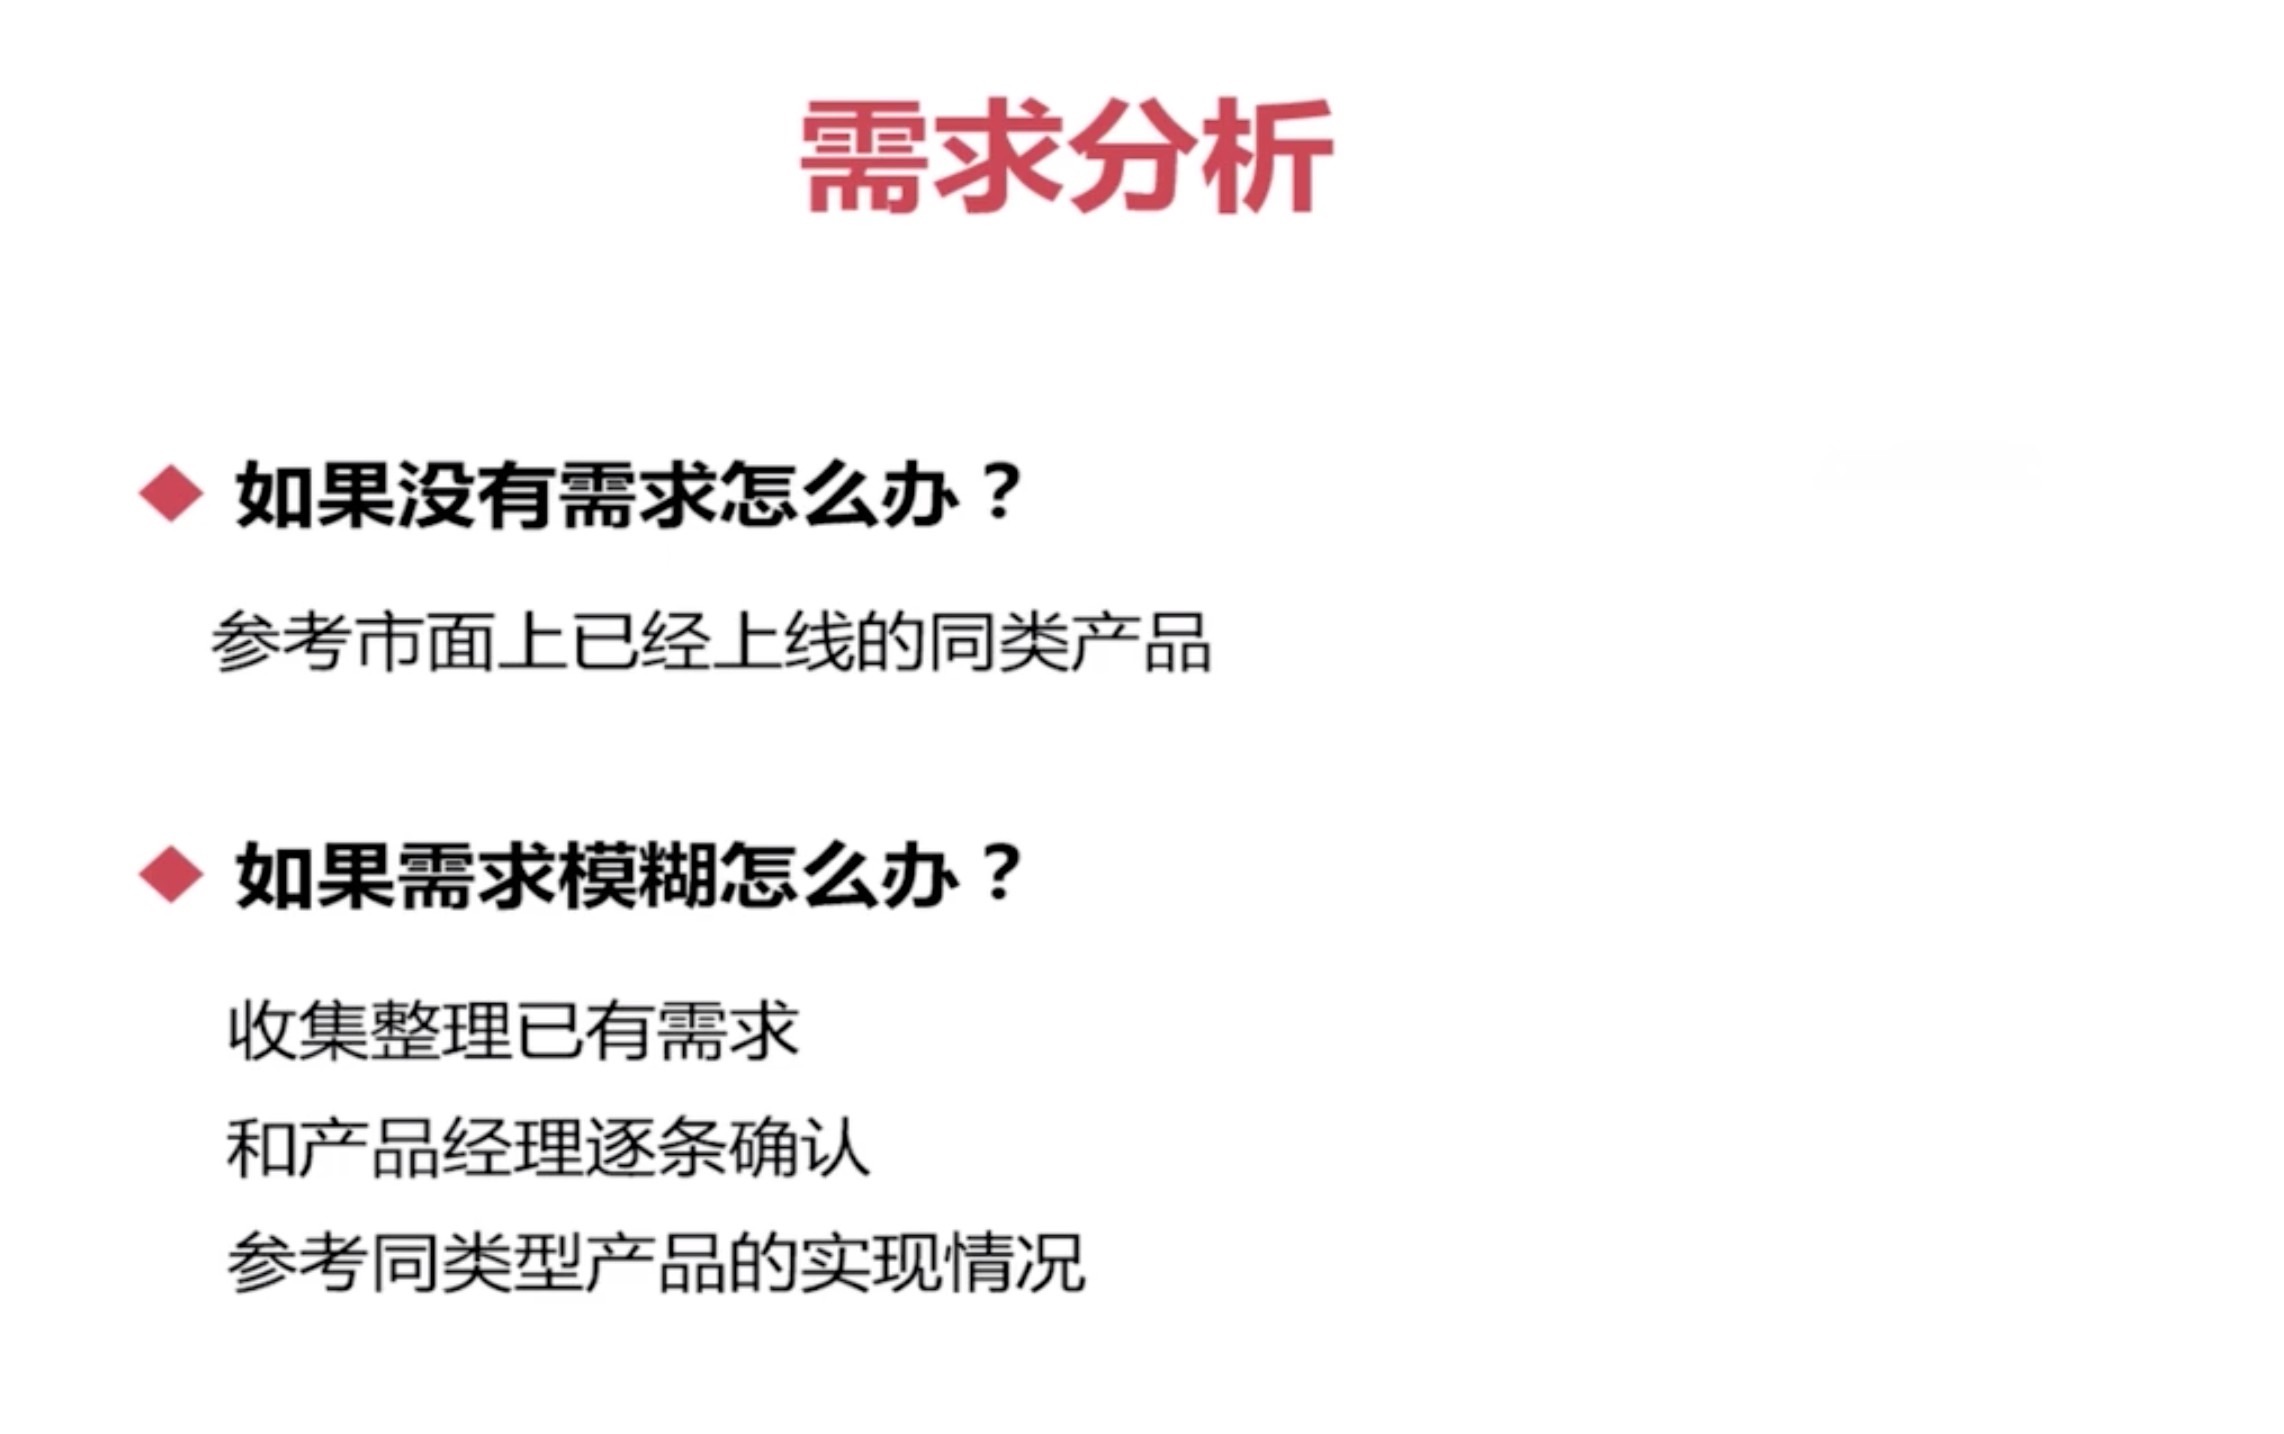 需求分析
如果没有需求怎么办？
参考市面上已经上线的同类产品
如果需求模糊怎么办？
收集整理已有需求
和产品经理逐条确认
参考同类型产品的实现情况